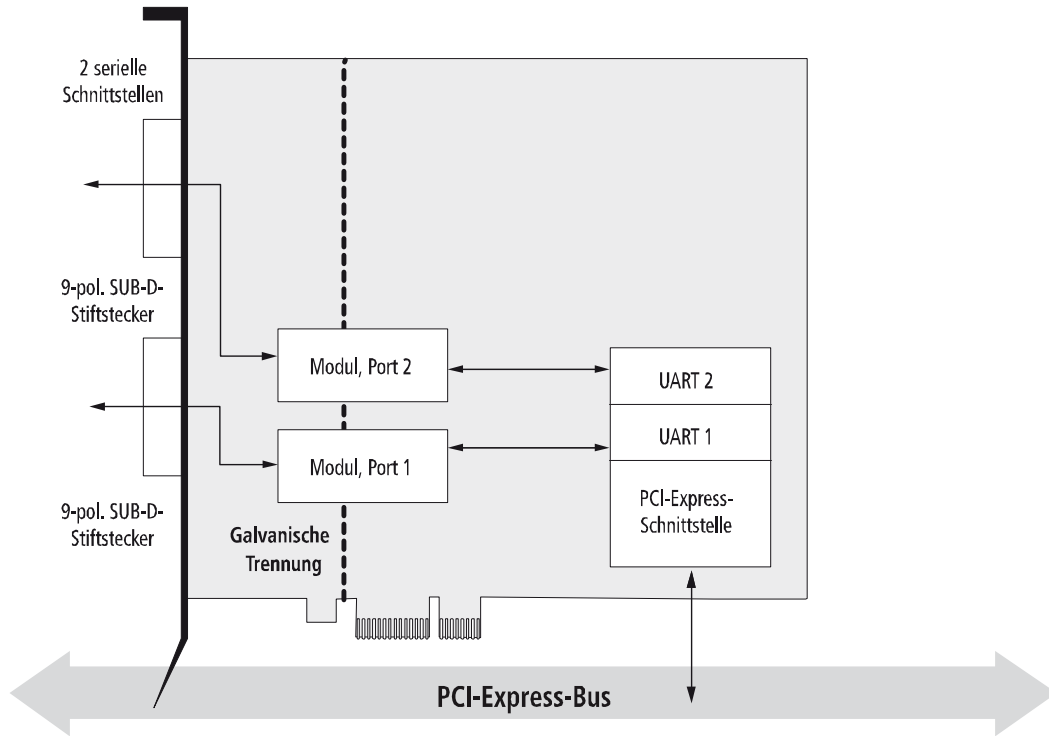 2 serielle
Schnittstellen
9-pol. SUB-D-
Stiftstecker
9-pol. SUB-D-
Stiftstecker
Modul, Port 2
Modul, Port 1
Galvanische
Trennung
UART 2
UART 1
PCI-Express-
Schnittstelle
PCI-Express-Bus